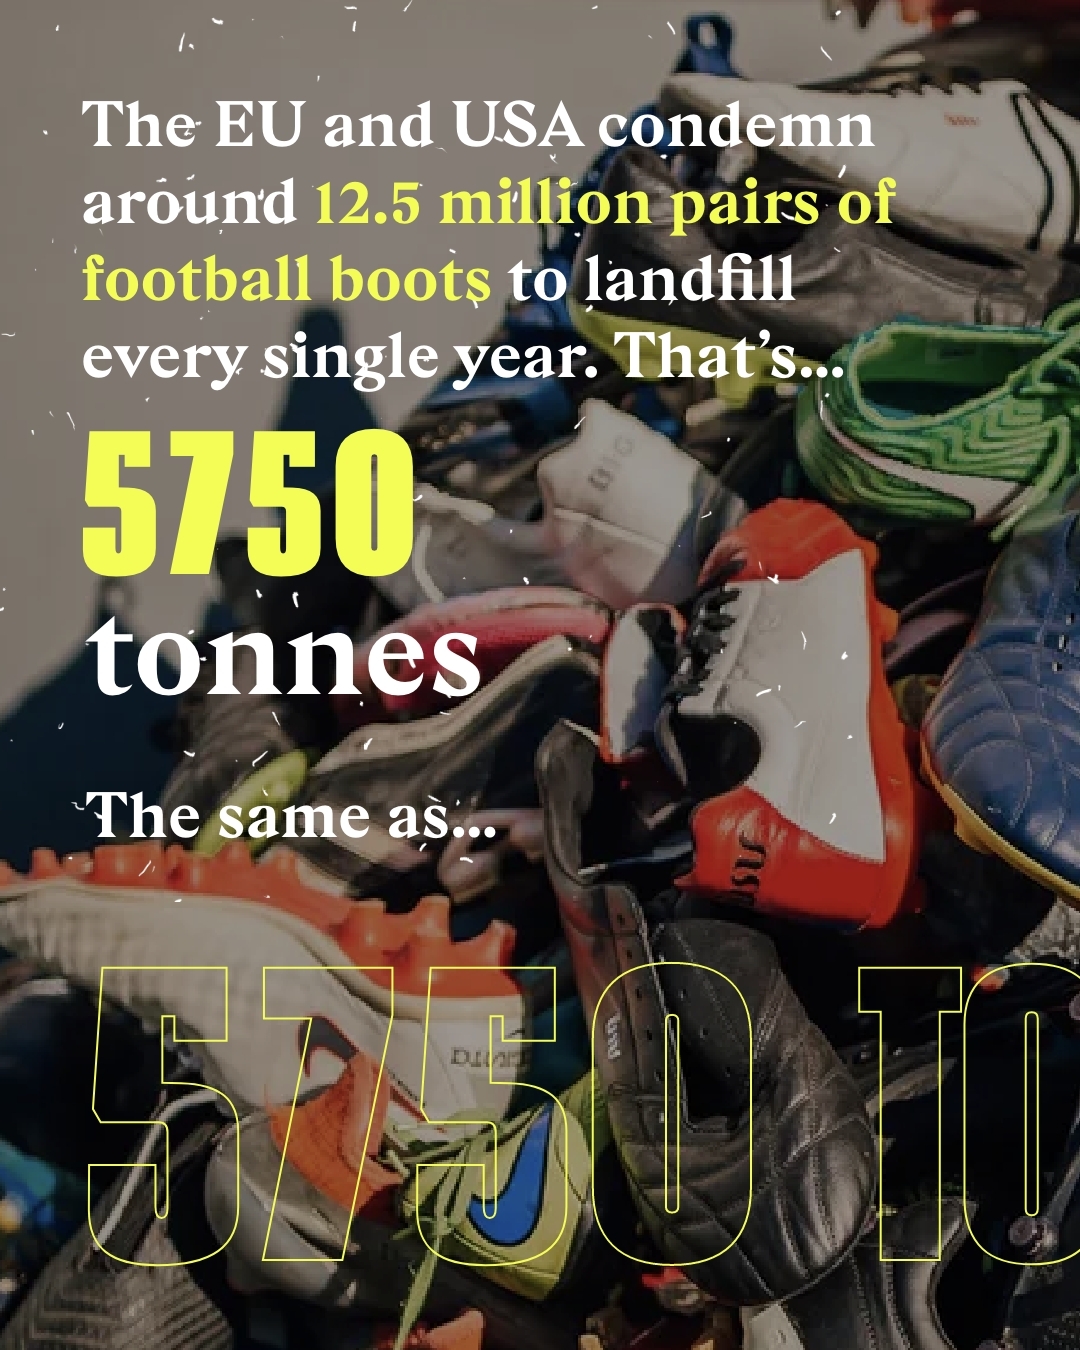 The EU and USA condemn
around 12.5 million pairs of
football boots to landfill
every single year. That's...
5750
tonnes
The same as...
5750 TO